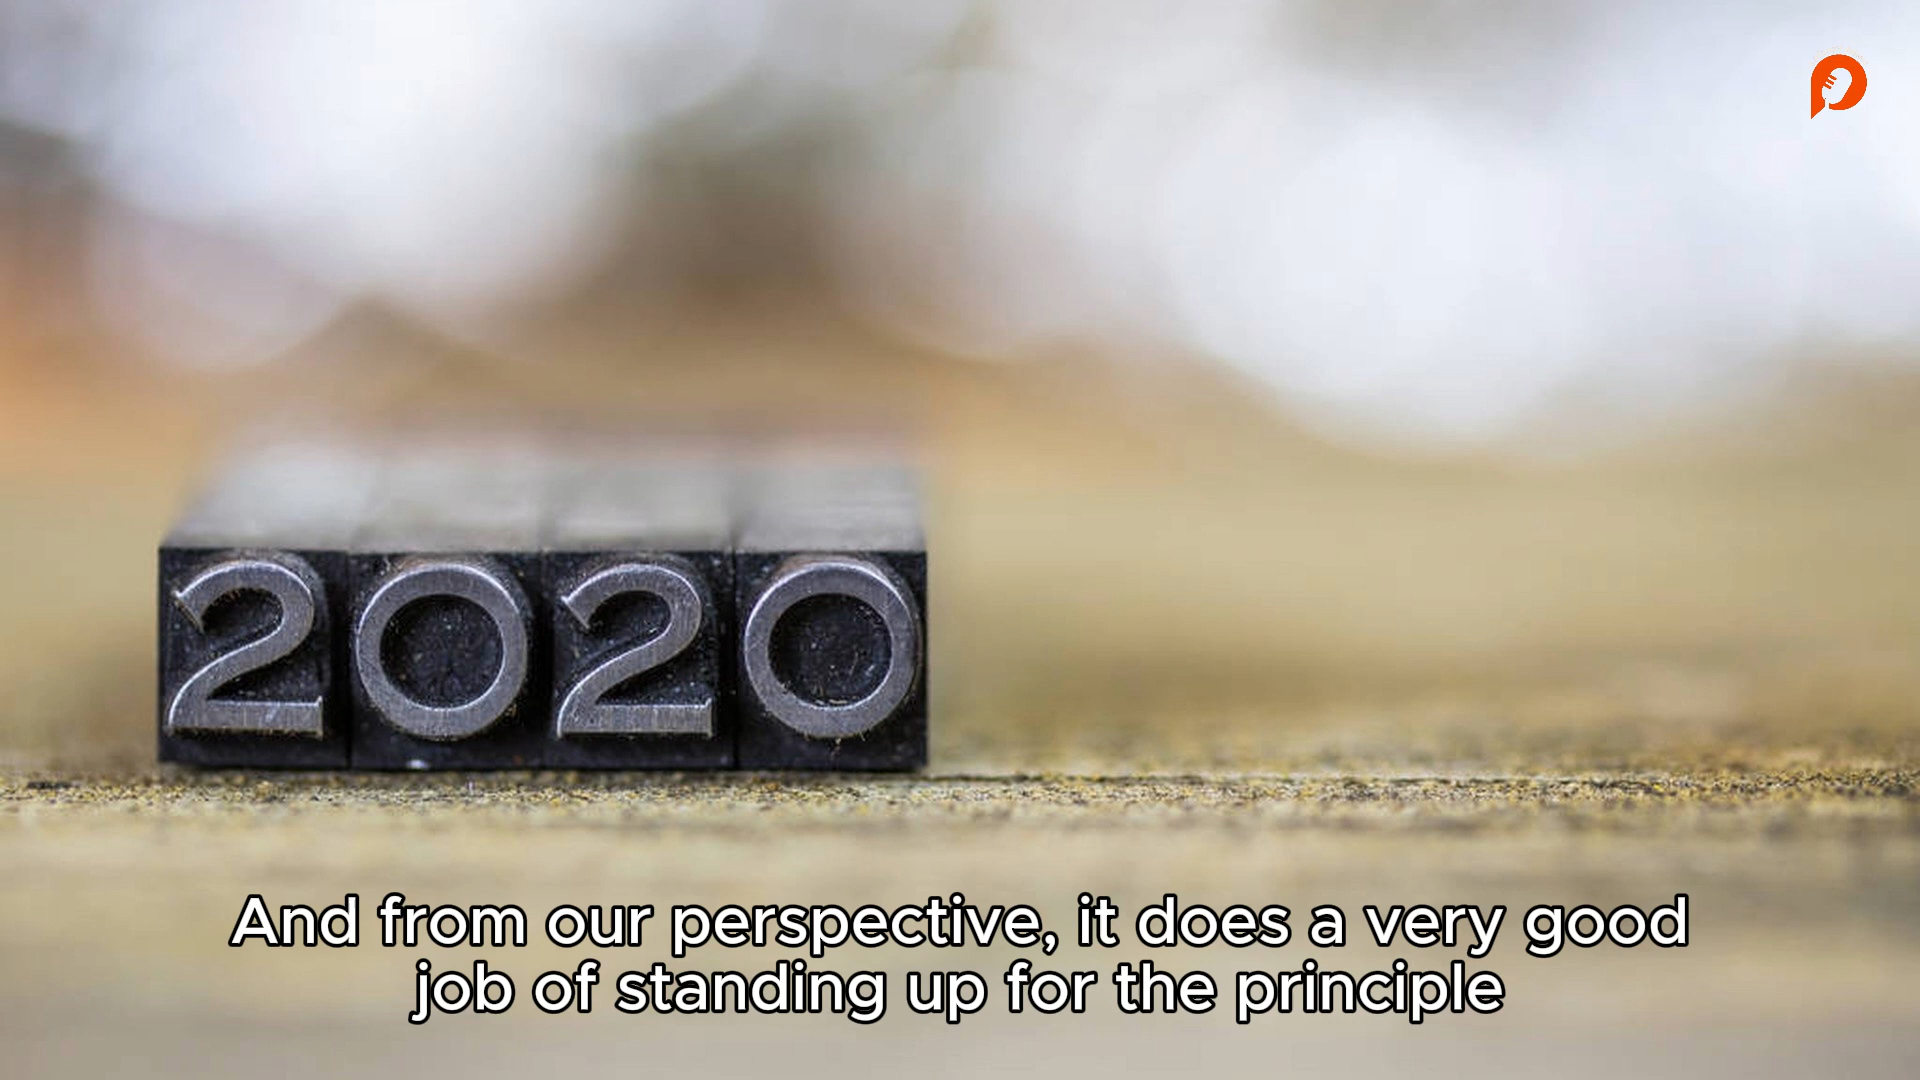 2020
And from our perspective, it does a very good
job of standing up for the principle